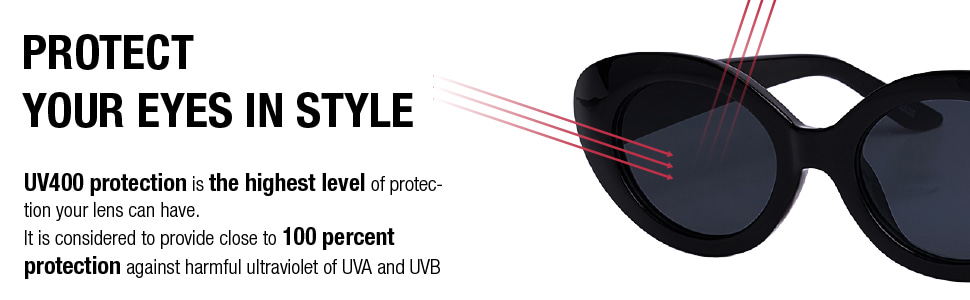 PROTECT
YOUR EYES IN STYLE
UV400 protection is the highest level of protec-
tion your lens can have.
It is considered to provide close to 100 percent
protection against harmful ultraviolet of UVA and UVB